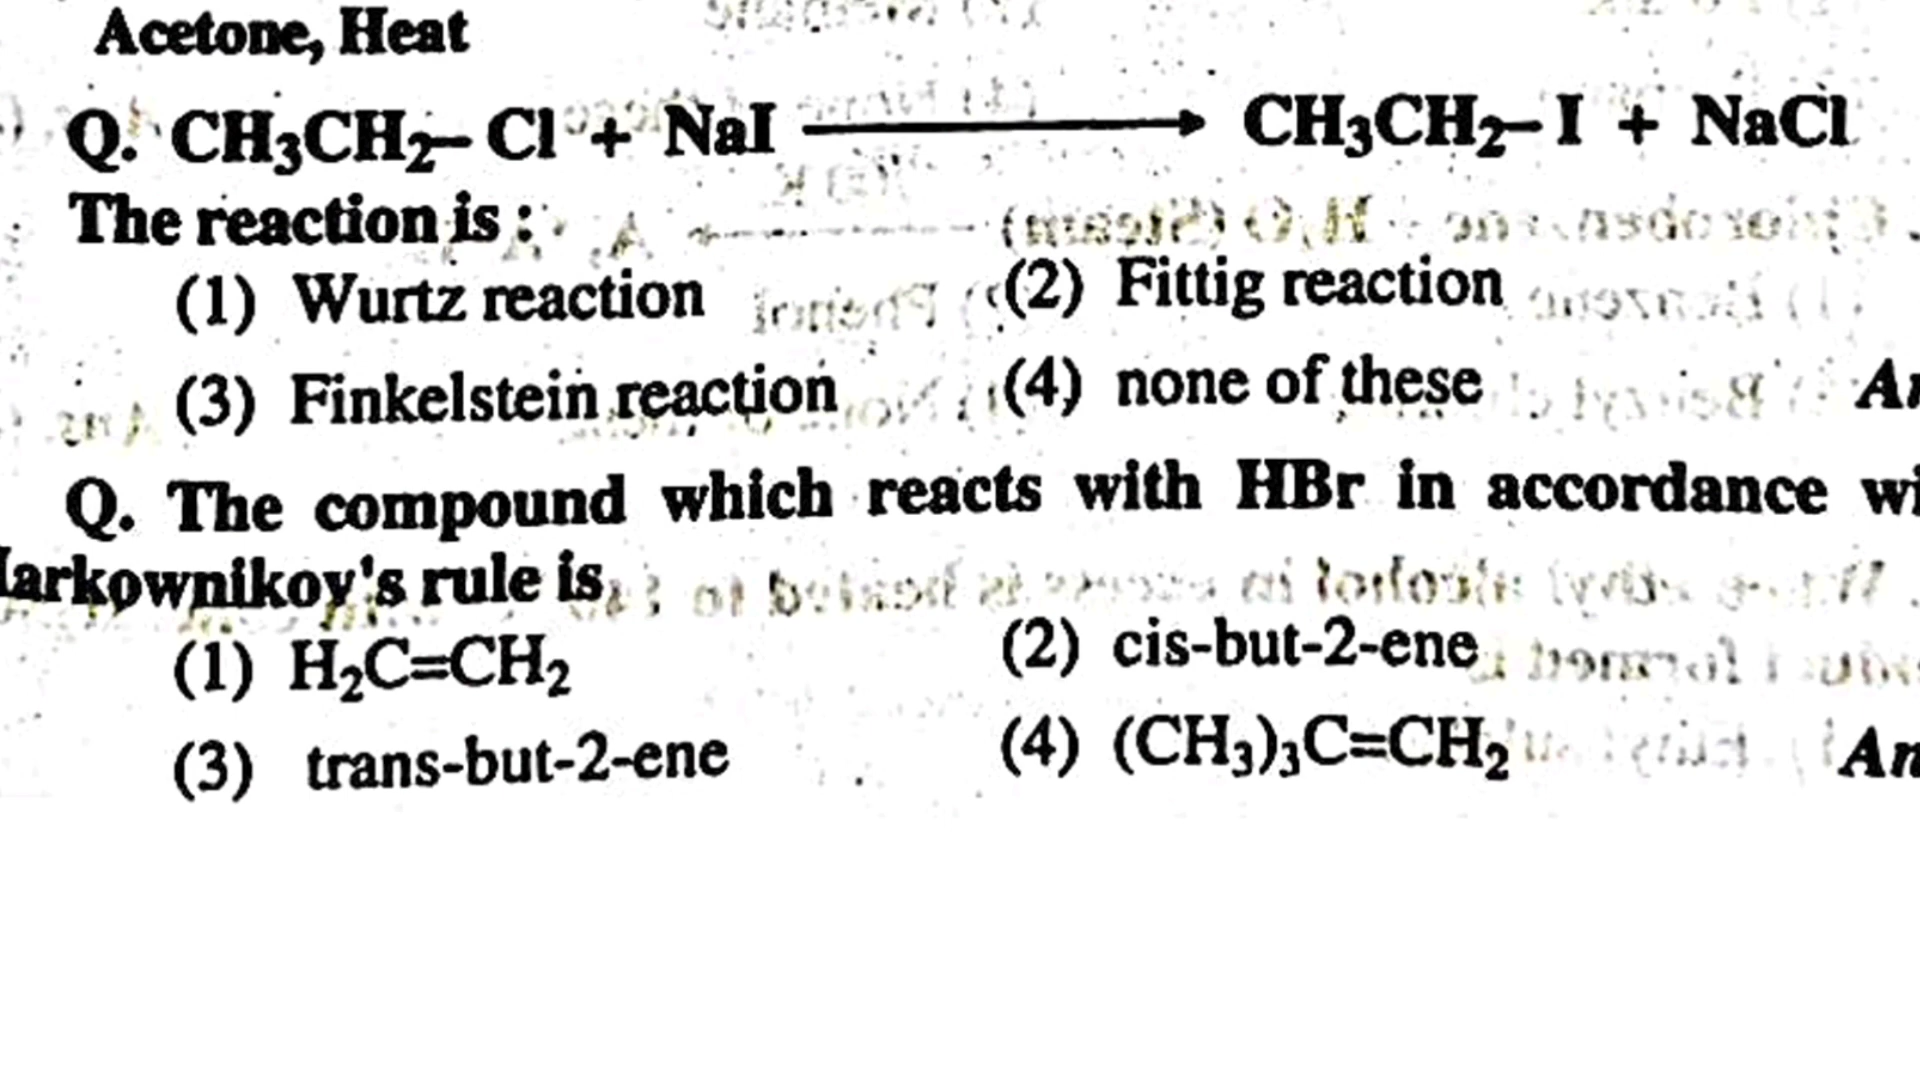 Acetone, Heat
Q. CH₃CH₂– Cl + NaI ⟶ CH₃CH₂– I + NaCl
The reaction is :
(1) Wurtz reaction (2) Fittig reaction
(3) Finkelstein reaction (4) none of these
Q. The compound which reacts with HBr in accordance wi
arkownikov's rule is
(1) H₂C=CH₂ (2) cis-but-2-ene
(3) trans-but-2-ene (4) (CH₃)₃C=CH₂ An